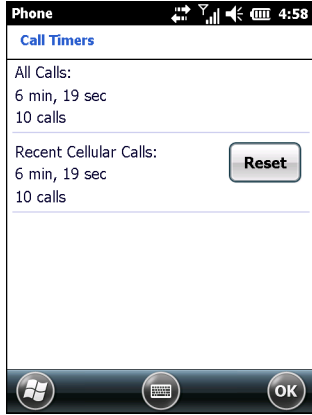 Phone 4:58
Call Timers
All Calls:
6 min, 19 sec
10 calls
Recent Cellular Calls:
6 min, 19 sec
10 calls
Reset
OK